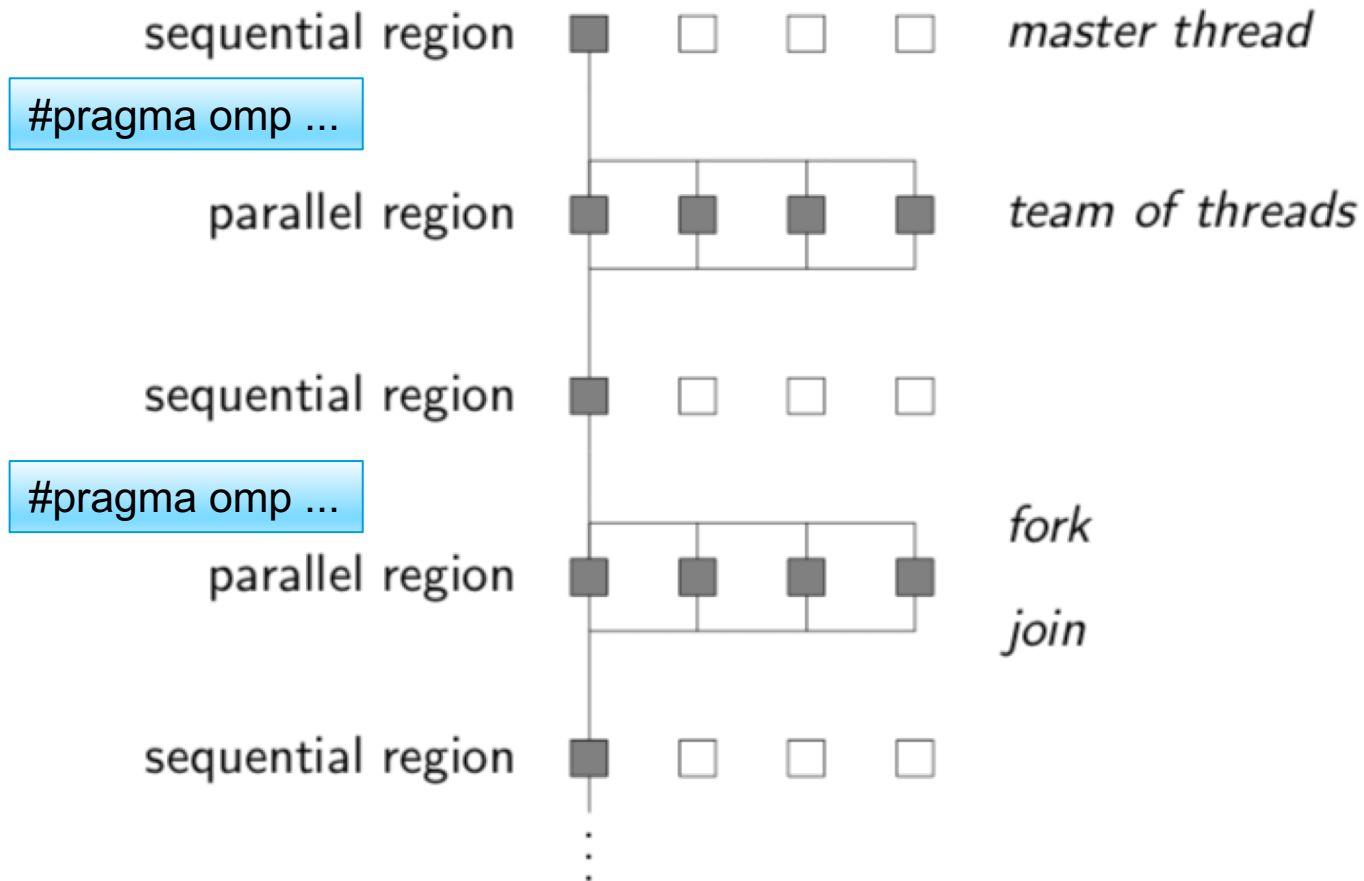 sequential region
master thread
#pragma omp ...
parallel region
team of threads
sequential region
#pragma omp ...
fork
parallel region
join
sequential region